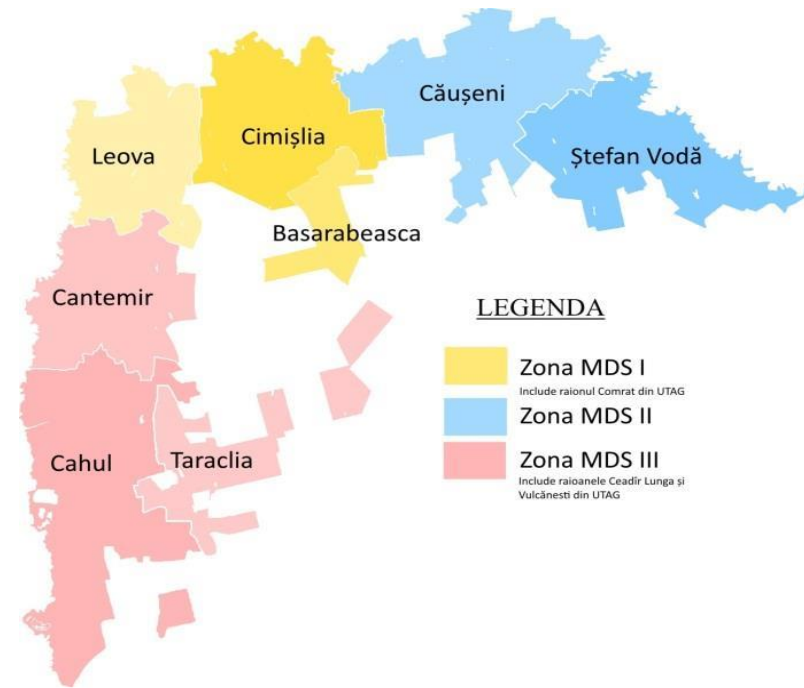 Căușeni
Cimișlia
Leova
Ștefan Vodă
Basarabeasca
Cantemir
Cahul
Taraclia
LEGENDA
Zona MDS I
Include raionul Comrat din UTAG
Zona MDS II
Zona MDS III
Include raioanele Ceadîr Lunga și
Vulcănesti din UTAG